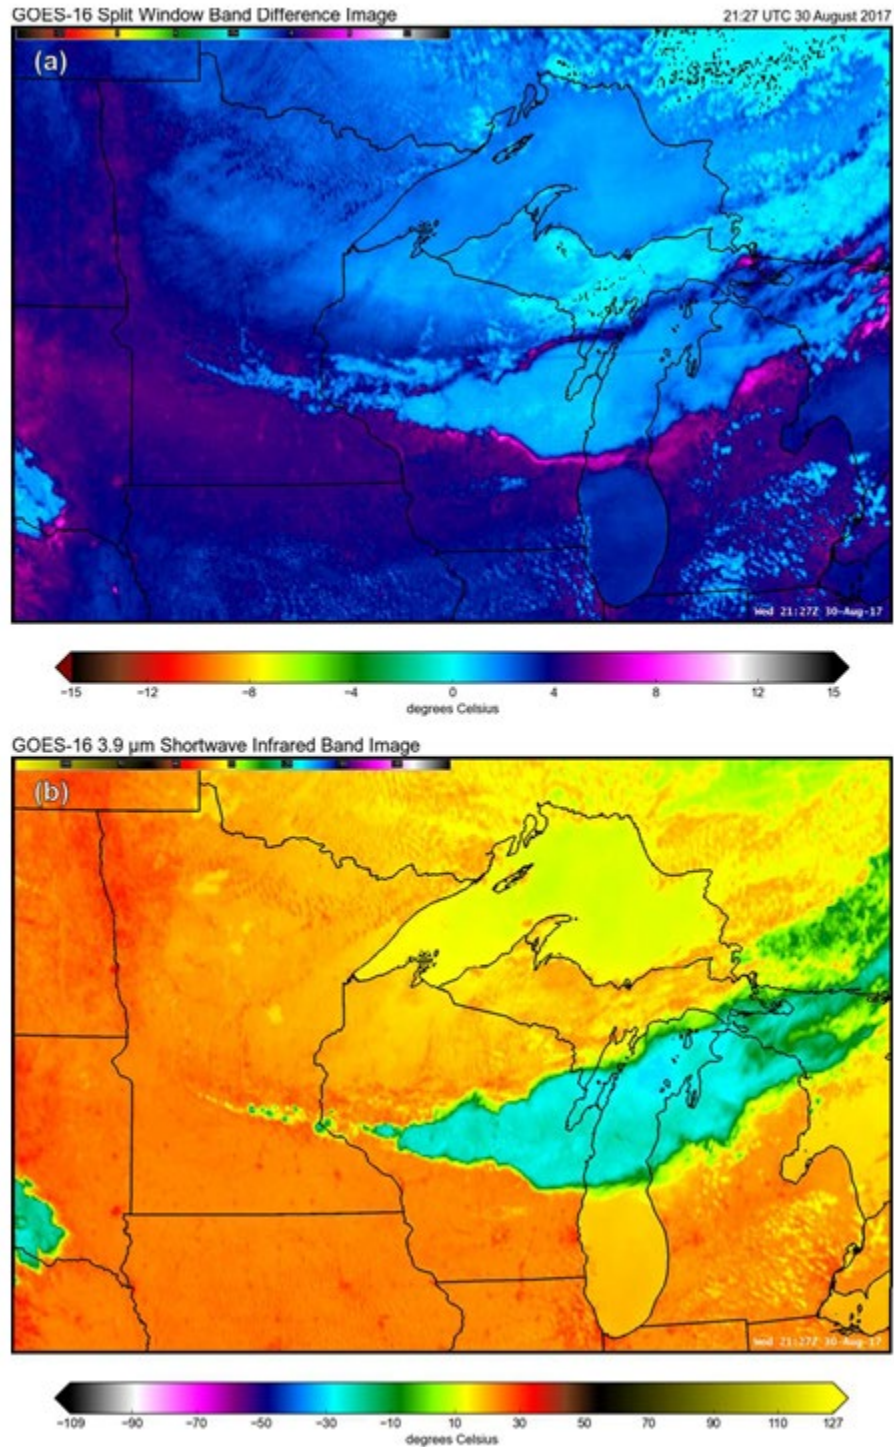 GOES-16 Split Window Band Difference Image 21:27 UTC 30 August 2017
(a)
Wed 21:27Z 30-Aug-17
−15 −12 −8 −4 0 4 8 12 15
degrees Celsius
GOES-16 3.9 µm Shortwave Infrared Band Image
(b)
Wed 21:27Z 30-Aug-17
−109 −90 −70 −50 −30 −10 10 30 50 70 90 110 127
degrees Celsius